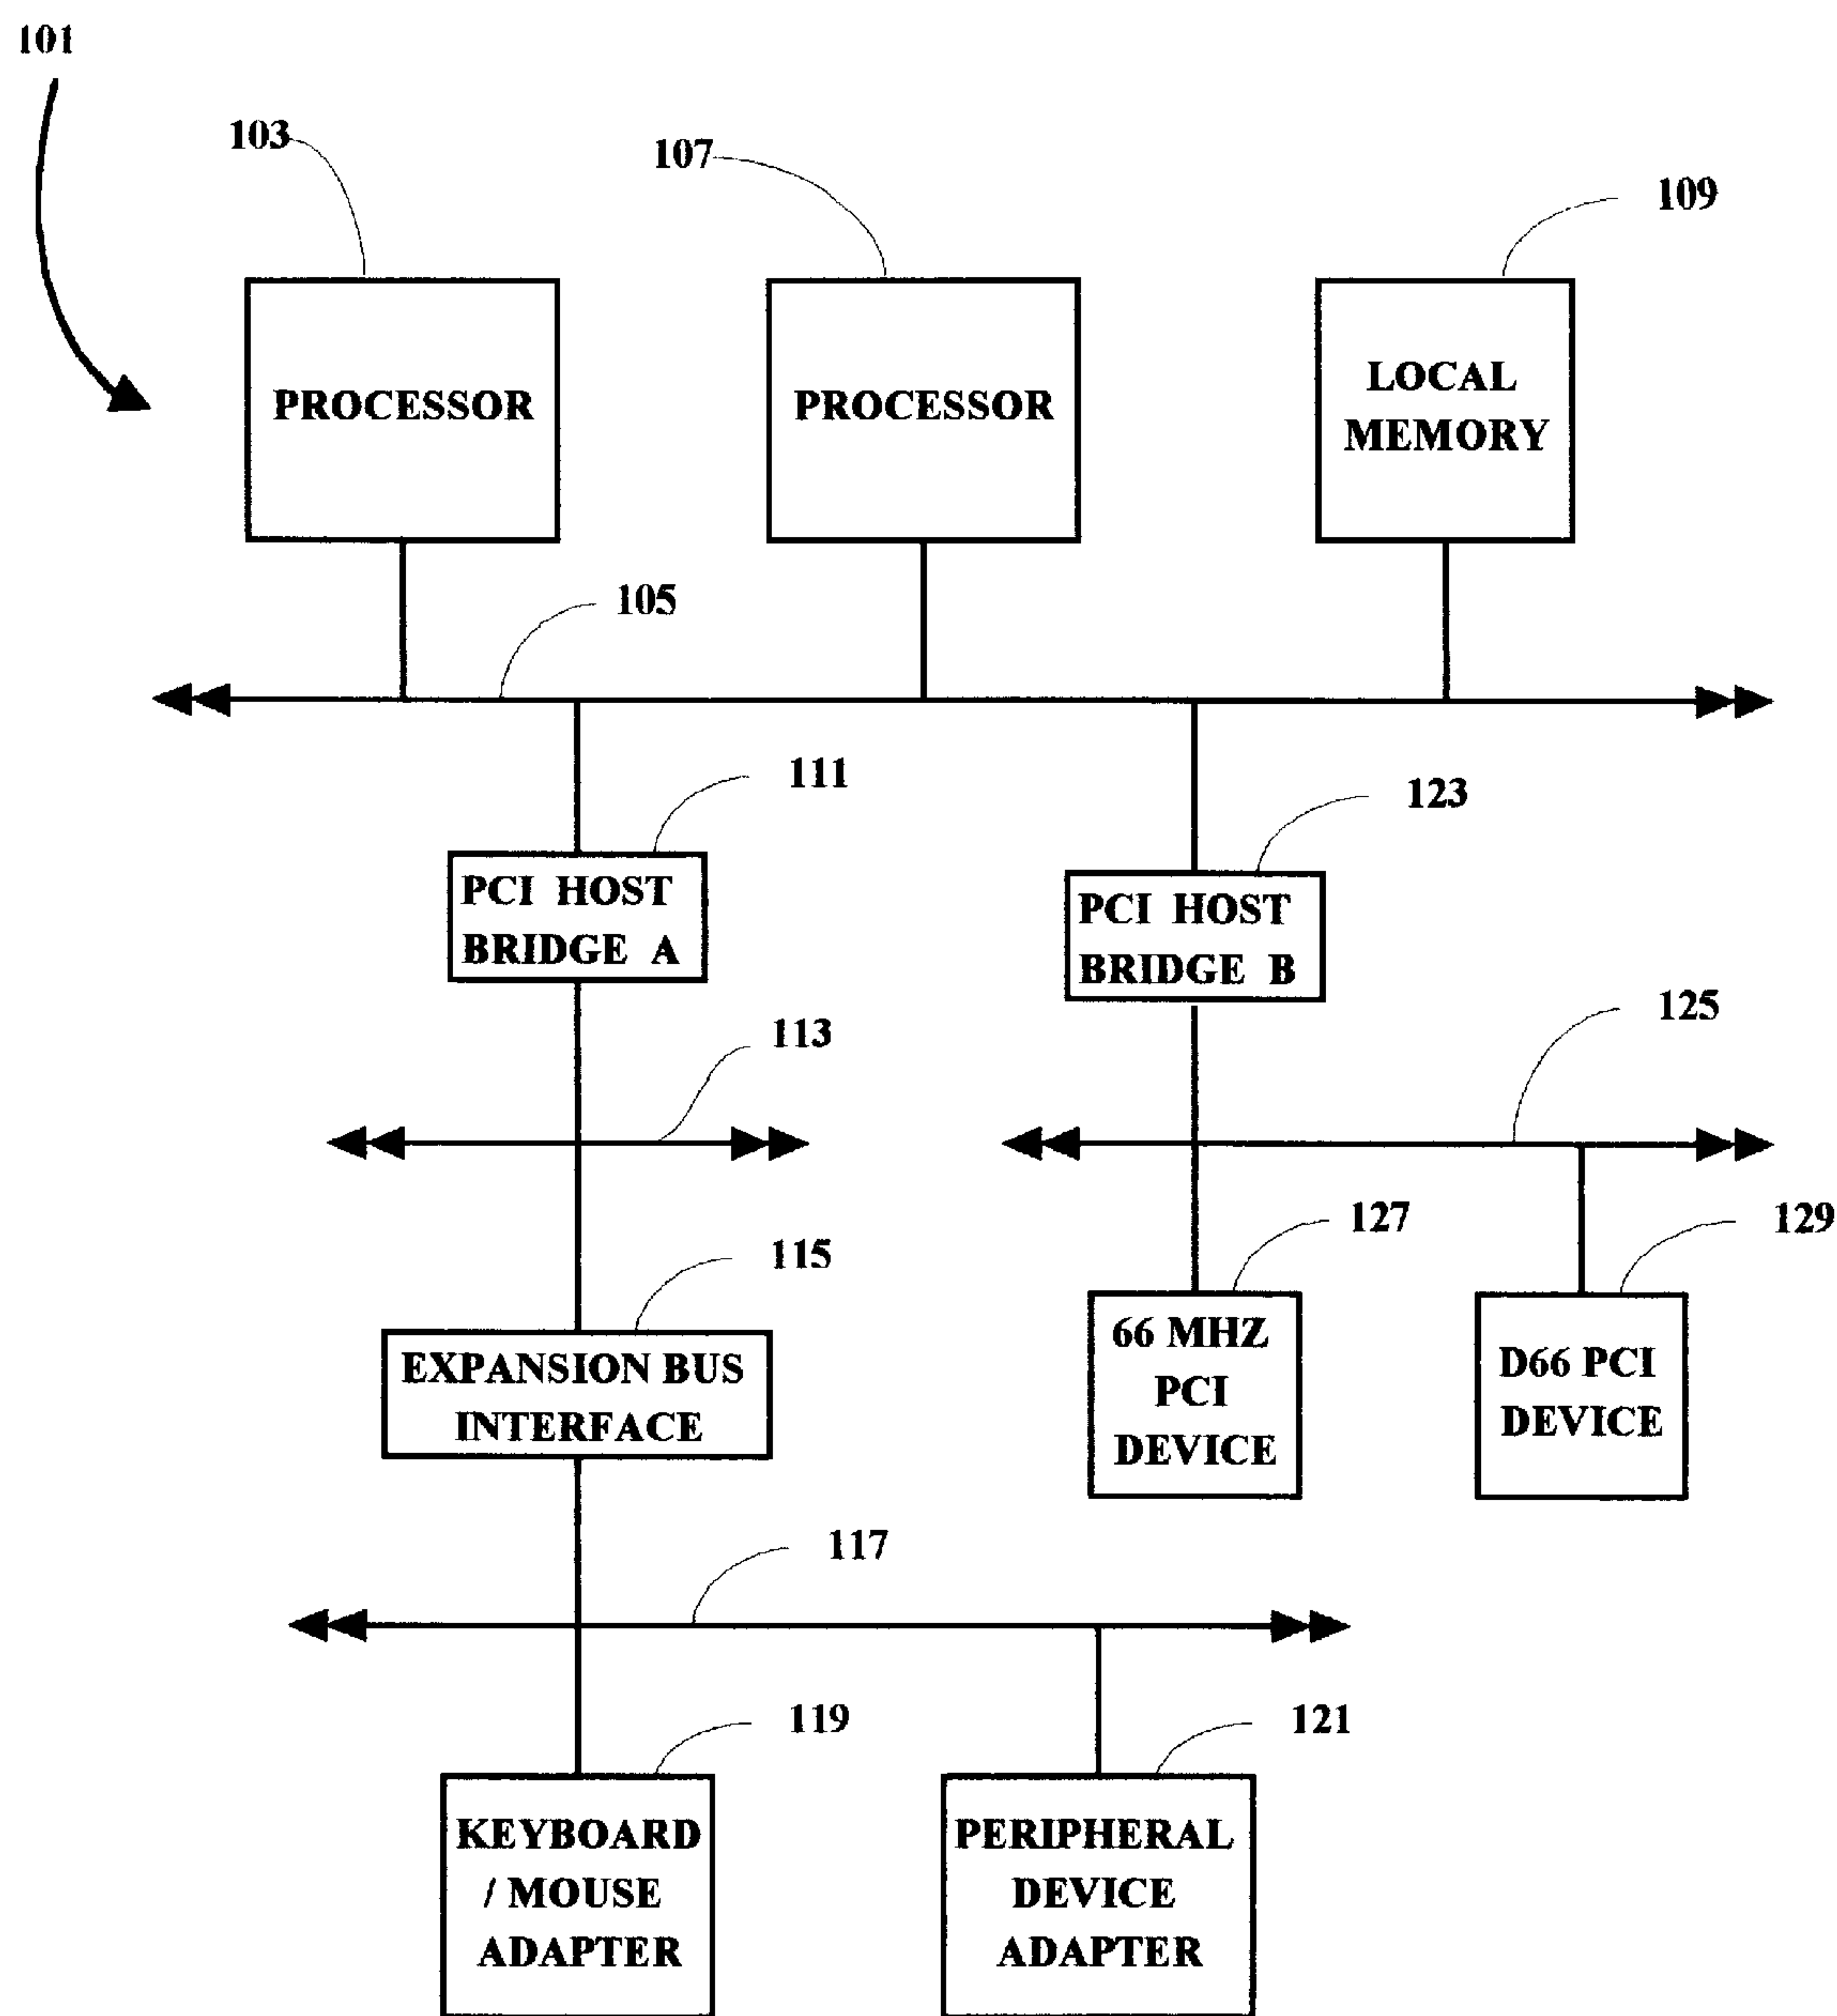 101
103
107
109
PROCESSOR
PROCESSOR
LOCAL
MEMORY
105
111
123
PCI HOST
BRIDGE A
PCI HOST
BRIDGE B
113
125
115
127
129
EXPANSION BUS
INTERFACE
66 MHZ
PCI
DEVICE
D66 PCI
DEVICE
117
119
121
KEYBOARD
/ MOUSE
ADAPTER
PERIPHERAL
DEVICE
ADAPTER